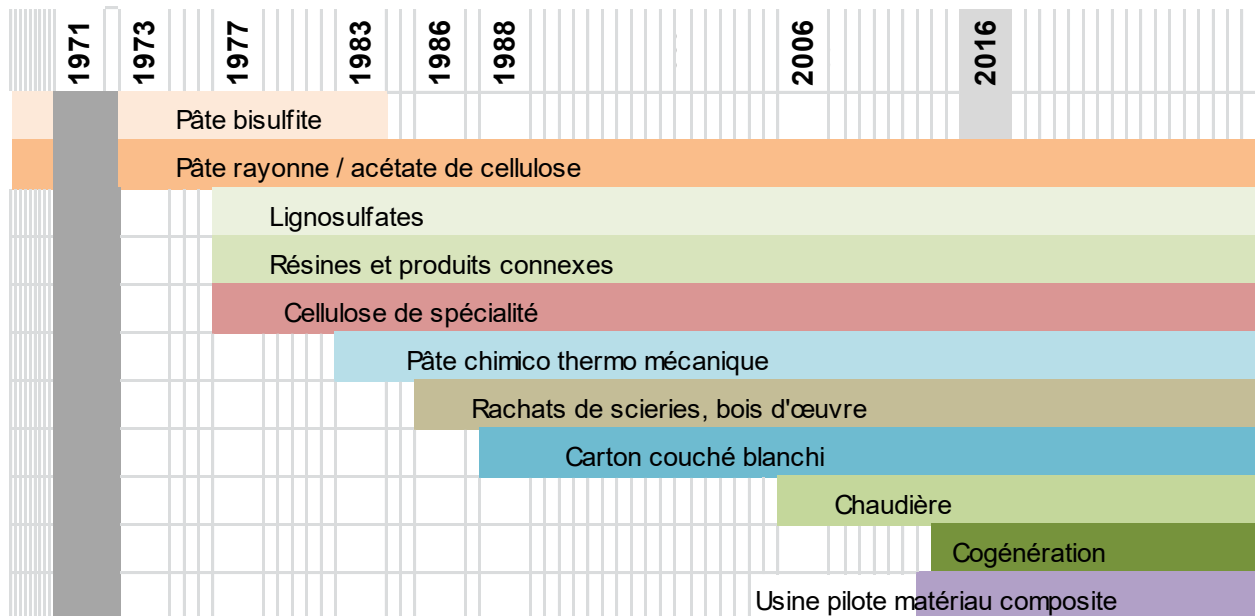 1971
1973
1977
1983
1986
1988
2006
2016
Pâte bisulfite
Pâte rayonne / acétate de cellulose
Lignosulfates
Résines et produits connexes
Cellulose de spécialité
Pâte chimico thermo mécanique
Rachats de scieries, bois d'œuvre
Carton couché blanchi
Chaudière
Cogénération
Usine pilote matériau composite